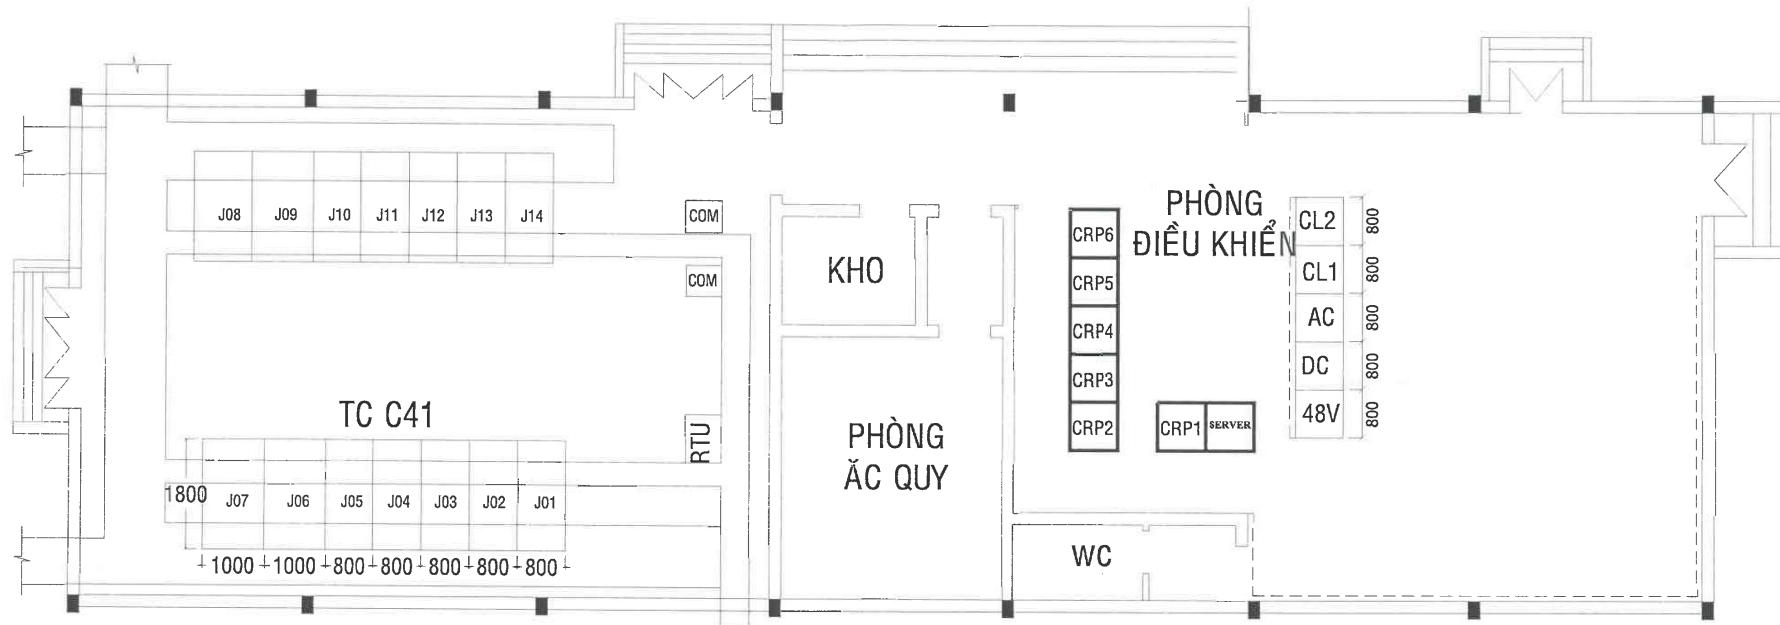 J08 J09 J10 J11 J12 J13 J14
COM
COM
TC C41
RTU
1800
J07 J06 J05 J04 J03 J02 J01
1000 1000 800 800 800 800 800
KHO
PHÒNG
ẮC QUY
PHÒNG
ĐIỀU KHIỂN
CRP6
CRP5
CRP4
CRP3
CRP2
CRP1 SERVER
CL2 800
CL1 800
AC 800
DC 800
48V 800
WC